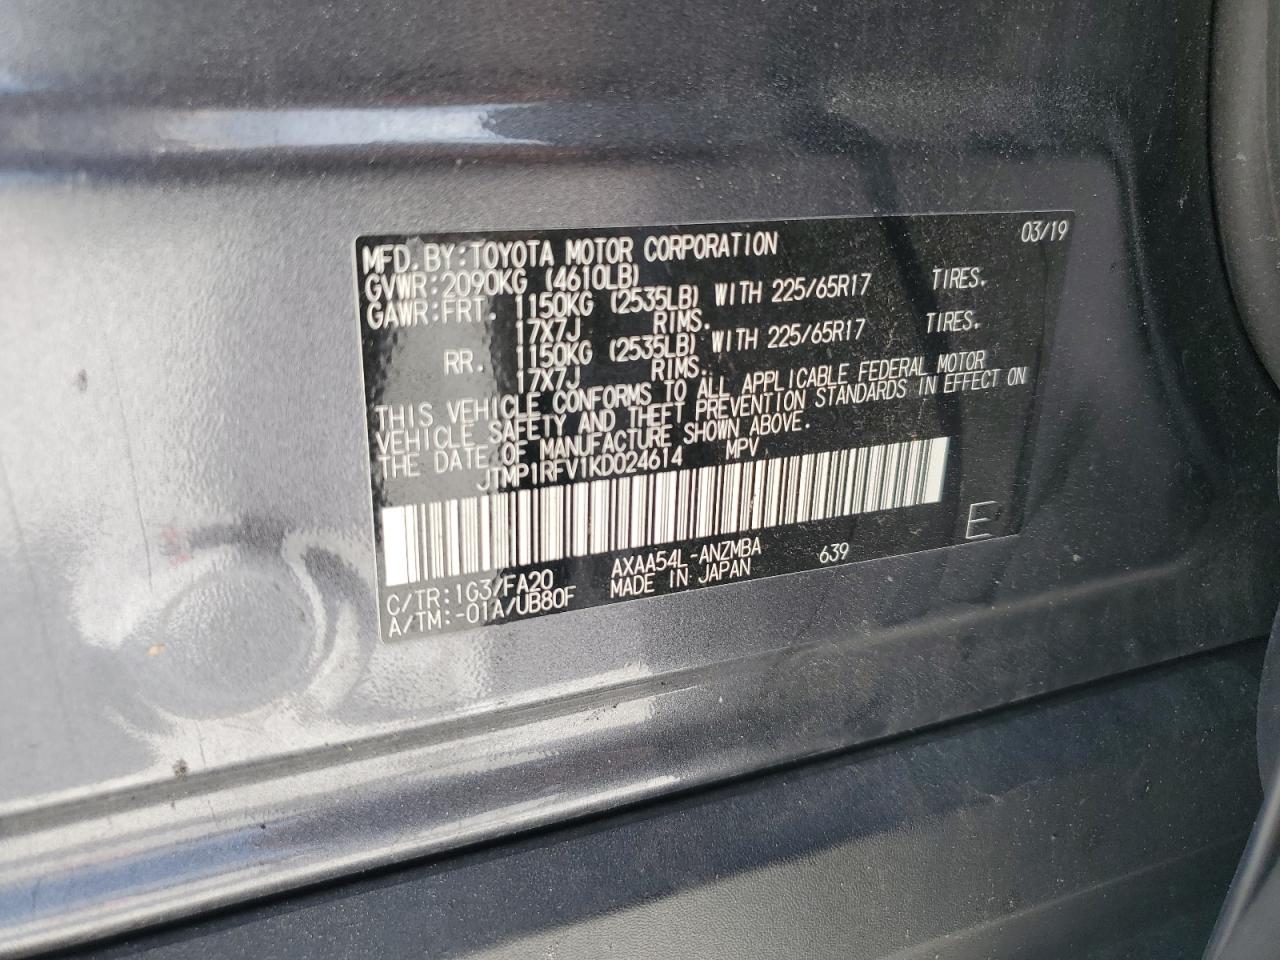 03/19
MFD. BY: TOYOTA MOTOR CORPORATION
GVWR: 2090KG (4610LB)
GAWR: FRT. 1150KG (2535LB) WITH 225/65R17 TIRES.
17X7J RIMS.
RR. 1150KG (2535LB) WITH 225/65R17 TIRES.
17X7J RIMS.
THIS VEHICLE CONFORMS TO ALL APPLICABLE FEDERAL MOTOR
VEHICLE SAFETY AND THEFT PREVENTION STANDARDS IN EFFECT ON
THE DATE OF MANUFACTURE SHOWN ABOVE.
JTMP1RFV1KD024614 MPV
C/TR: 1G3/FA20 AXAA54L-ANZMBA 639 E
A/TM: -01A/UB80F MADE IN JAPAN